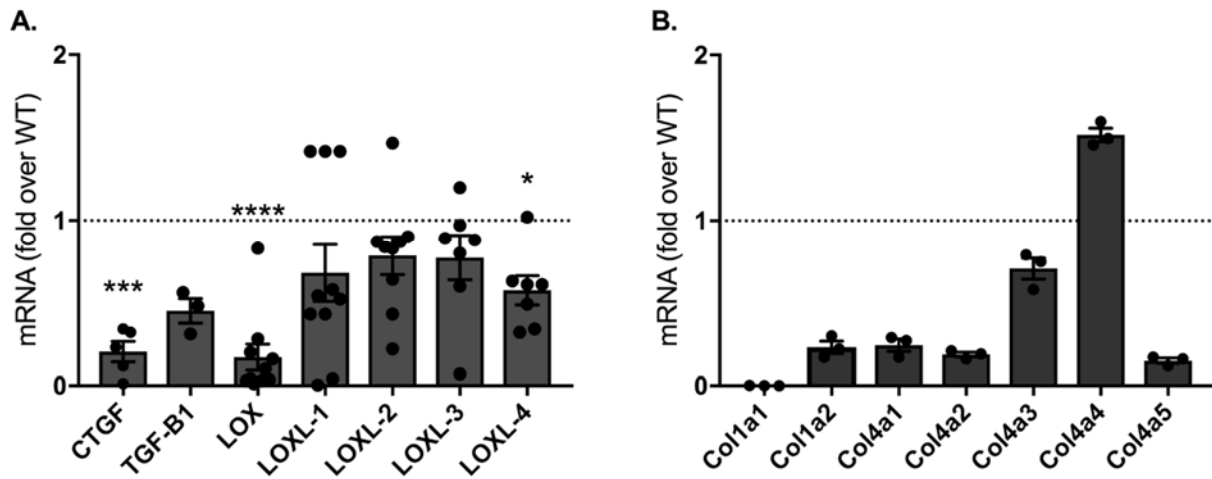 A.
mRNA (fold over WT)
2
1
0
***
****
*
CTGF
TGF-B1
LOX
LOXL-1
LOXL-2
LOXL-3
LOXL-4
B.
mRNA (fold over WT)
2
1
0
Col1a1
Col1a2
Col4a1
Col4a2
Col4a3
Col4a4
Col4a5